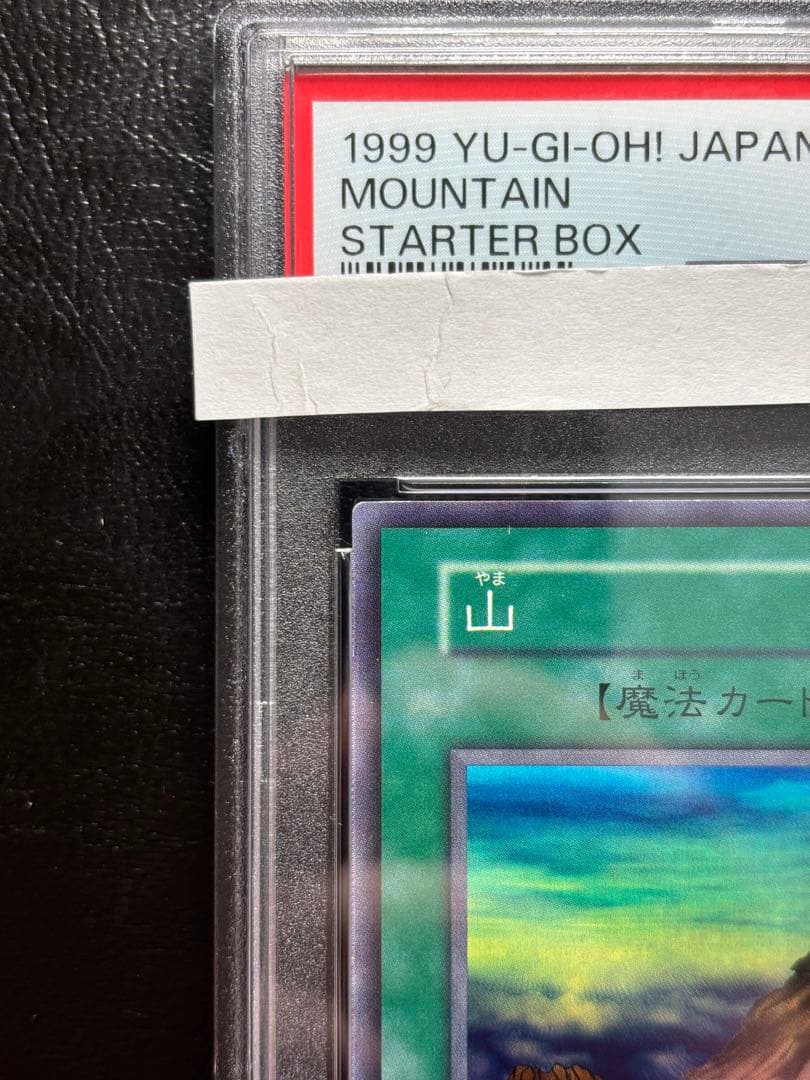 1999 YU-GI-OH! JAPAN
MOUNTAIN
STARTER BOX
やま
山
ま ほう
【魔法カード